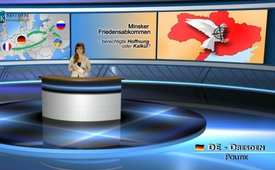 Minsker
Friedensabkommen
berechtigte Hoffnung
oder Kalkül?
DE - Dresden
Politik